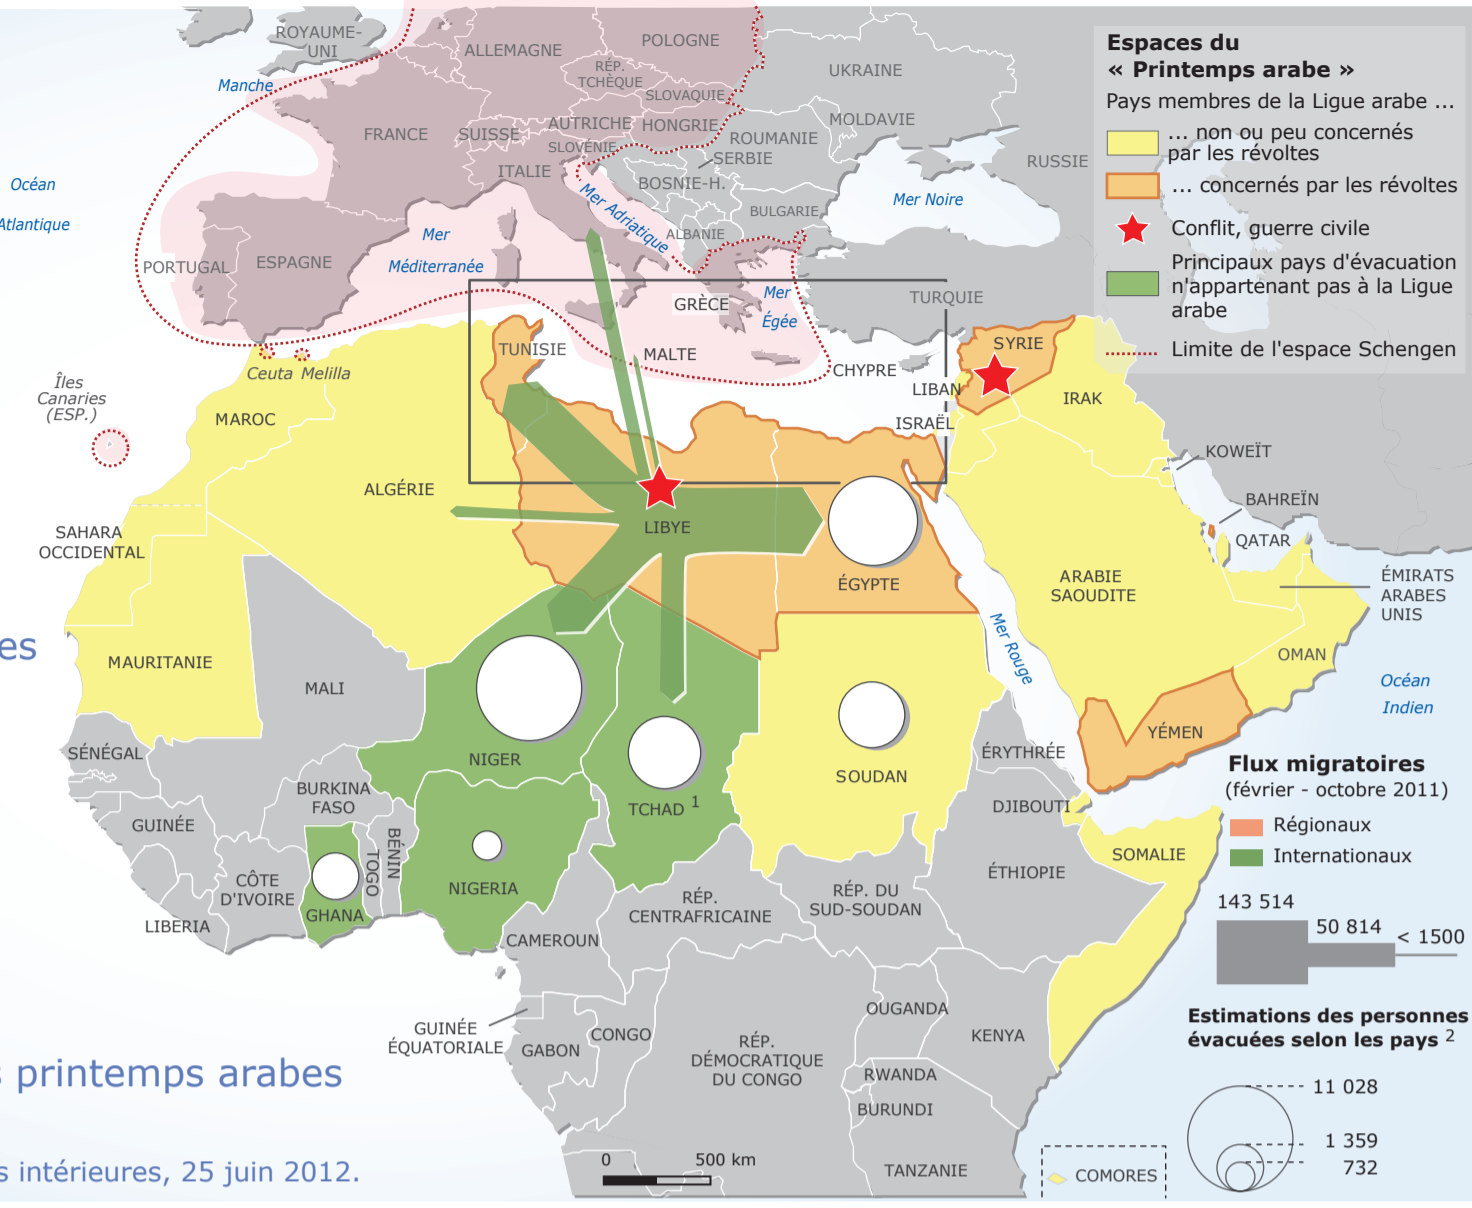 ROYAUME-
UNI
ALLEMAGNE
POLOGNE
RÉP.
TCHÈQUE
SLOVAQUIE
UKRAINE
MOLDAVIE
Manche
FRANCE
SUISSE
AUTRICHE
HONGRIE
SLOVÉNIE
ROUMANIE
SERBIE
ITALIE
BOSNIE-H.
RUSSIE
Océan
Atlantique
Mer Adriatique
BULGARIE
Mer Noire
ALBANIE
Mer
Méditerranée
PORTUGAL
ESPAGNE
GRÈCE
Mer
Égée
TURQUIE
TUNISIE
MALTE
CHYPRE
SYRIE
LIBAN
IRAK
ISRAËL
Ceuta
Melilla
Îles
Canaries
(ESP.)
MAROC
ALGÉRIE
LIBYE
ÉGYPTE
KOWEÏT
BAHREÏN
QATAR
ARABIE
SAOUDITE
ÉMIRATS
ARABES
UNIS
SAHARA
OCCIDENTAL
Mer Rouge
OMAN
Océan
Indien
es
MAURITANIE
MALI
NIGER
TCHAD 1
SOUDAN
ÉRYTHRÉE
YÉMEN
DJIBOUTI
SÉNÉGAL
BURKINA
FASO
GUINÉE
BÉNIN
TOGO
CÔTE
D'IVOIRE
GHANA
NIGERIA
LIBERIA
CAMEROUN
RÉP.
CENTRAFRICAINE
RÉP. DU
SUD-SOUDAN
ÉTHIOPIE
SOMALIE
GUINÉE
ÉQUATORIALE
GABON
CONGO
RÉP.
DÉMOCRATIQUE
DU CONGO
OUGANDA
KENYA
RWANDA
BURUNDI
TANZANIE
COMORES
0 500 km
s printemps arabes
s intérieures, 25 juin 2012.
Espaces du
« Printemps arabe »
Pays membres de la Ligue arabe ...
... non ou peu concernés
par les révoltes
... concernés par les révoltes
Conflit, guerre civile
Principaux pays d'évacuation
n'appartenant pas à la Ligue
arabe
Limite de l'espace Schengen
Flux migratoires
(février - octobre 2011)
Régionaux
Internationaux
143 514
50 814
< 1500
Estimations des personnes
évacuées selon les pays 2
11 028
1 359
732